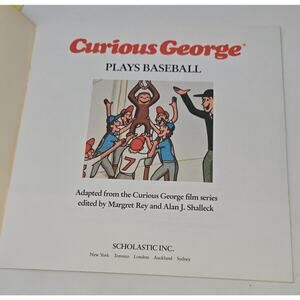 Curious George®
PLAYS BASEBALL
7
Adapted from the Curious George film series
edited by Margret Rey and Alan J. Shalleck
SCHOLASTIC INC.
New York Toronto London Auckland Sydney